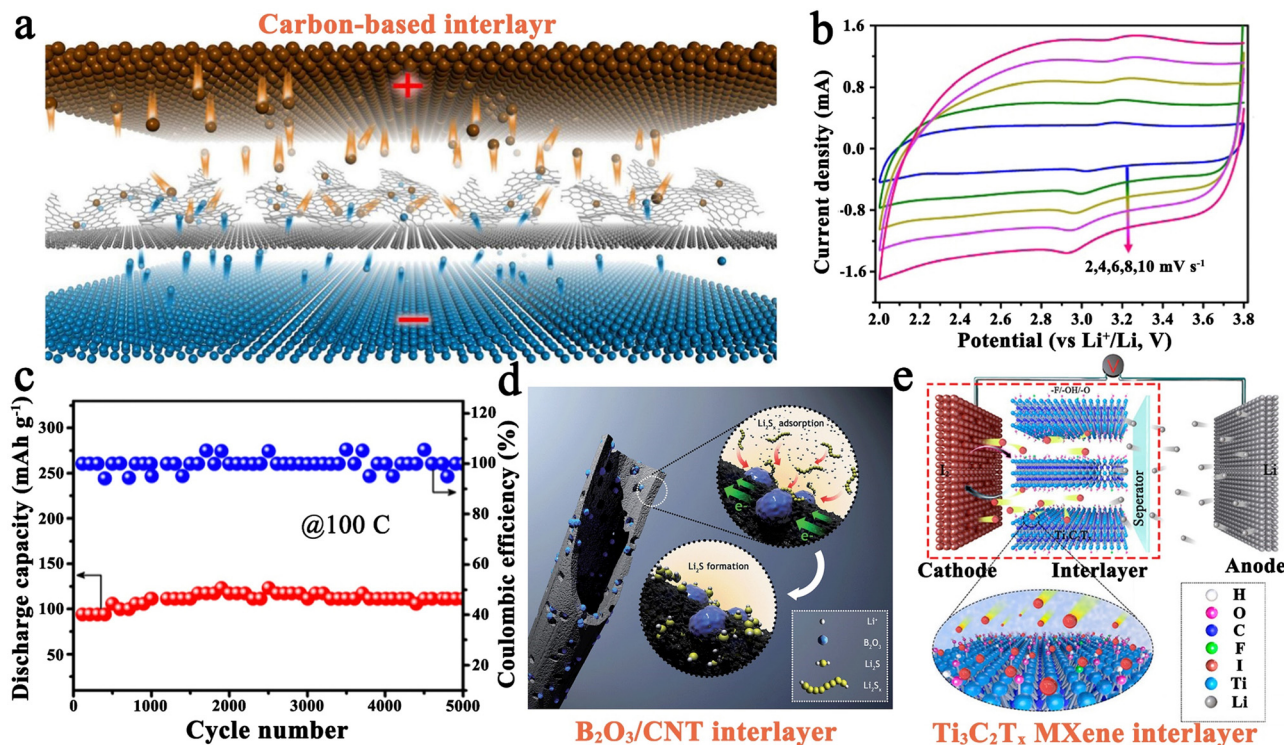 a
Carbon-based interlayr
+
−
b
Current density (mA)
1.6
0.8
0.0
-0.8
-1.6
2,4,6,8,10 mV s⁻¹
2.0 2.2 2.4 2.6 2.8 3.0 3.2 3.4 3.6 3.8
Potential (vs Li⁺/Li, V)
c
Discharge capacity (mAh g⁻¹)
300
250
200
150
100
50
@100 C
120
100
80
60
40
20
Coulombic efficiency (%)
0 1000 2000 3000 4000 5000
Cycle number
d
Li₂Sₓ adsorption
e⁻
e⁻
Li₂S formation
Li⁺
B₂O₃
Li₂S
Li₂Sₓ
B₂O₃/CNT interlayer
e
V
-F/-OH/-O
Seperator
Li
Cathode
Interlayer
Anode
H
O
C
F
I
Ti
Li
Ti₃C₂Tₓ MXene interlayer